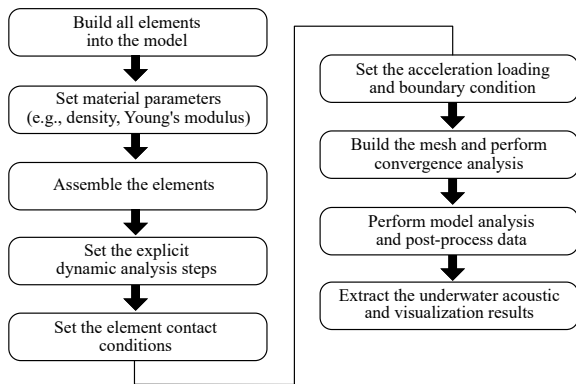 Build all elements
into the model
Set material parameters
(e.g., density, Young's modulus)
Assemble the elements
Set the explicit
dynamic analysis steps
Set the element contact
conditions
Set the acceleration loading
and boundary condition
Build the mesh and perform
convergence analysis
Perform model analysis
and post-process data
Extract the underwater acoustic
and visualization results